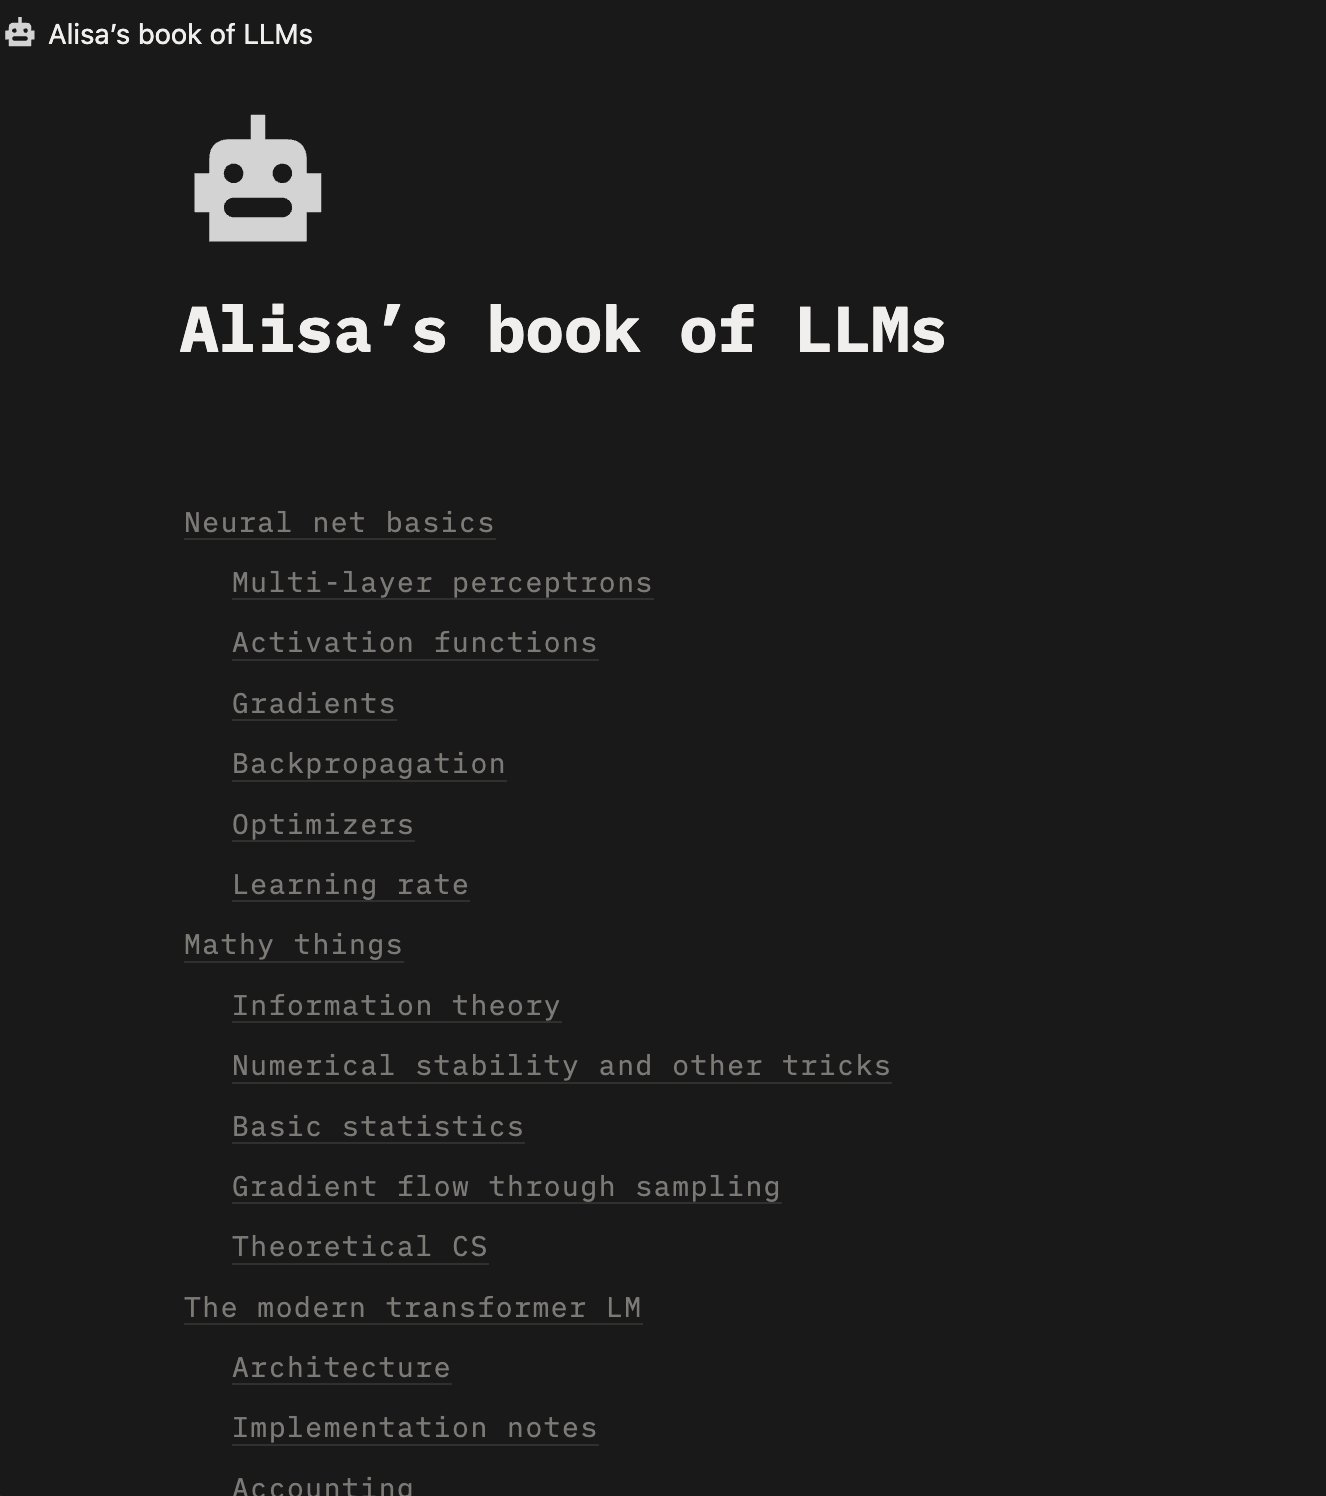 Alisa’s book of LLMs
Alisa’s book of LLMs
Neural net basics
Multi-layer perceptrons
Activation functions
Gradients
Backpropagation
Optimizers
Learning rate
Mathy things
Information theory
Numerical stability and other tricks
Basic statistics
Gradient flow through sampling
Theoretical CS
The modern transformer LM
Architecture
Implementation notes
Accounting